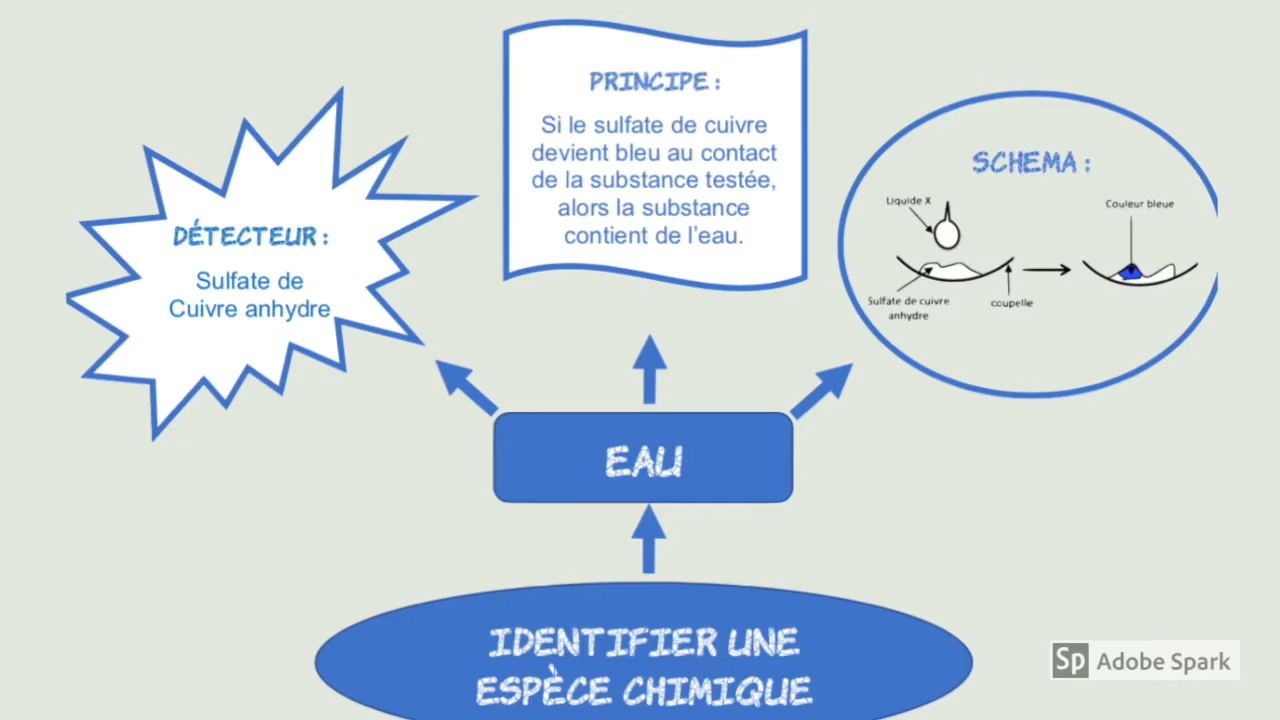 PRINCIPE :
Si le sulfate de cuivre
devient bleu au contact
de la substance testée,
alors la substance
contient de l'eau.
DÉTECTEUR :
Sulfate de
Cuivre anhydre
SCHEMA :
Liquide X
Couleur bleue
Sulfate de cuivre
anhydre
coupelle
EAU
IDENTIFIER UNE
ESPÈCE CHIMIQUE
Sp Adobe Spark